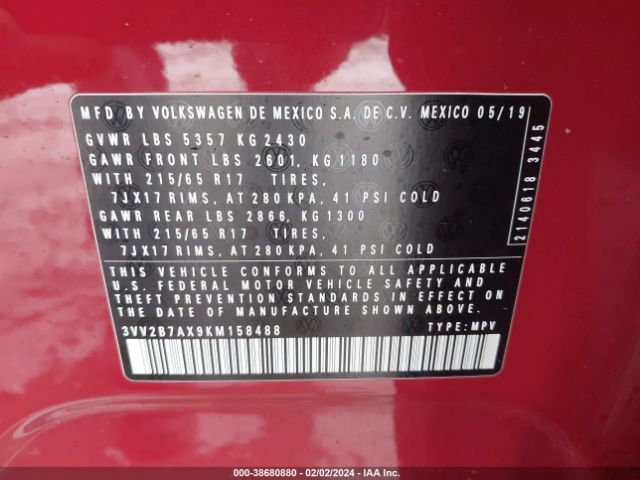 MFD. BY VOLKSWAGEN DE MEXICO S.A. DE C.V. MEXICO 05/19
GVWR LBS 5357 KG 2430
GAWR FRONT LBS 2601, KG 1180
WITH 215/65 R17 TIRES,
7JX17 RIMS, AT 280 KPA, 41 PSI COLD
GAWR REAR LBS 2866, KG 1300
WITH 215/65 R17 TIRES,
7JX17 RIMS, AT 280 KPA, 41 PSI COLD
THIS VEHICLE CONFORMS TO ALL APPLICABLE
U.S. FEDERAL MOTOR VEHICLE SAFETY AND
THEFT PREVENTION STANDARDS IN EFFECT ON
THE DATE OF MANUFACTURE SHOWN ABOVE.
3VV2B7AX9KM158488 TYPE: MPV
2140618 3445
000-38680880 - 02/02/2024 - IAA Inc.